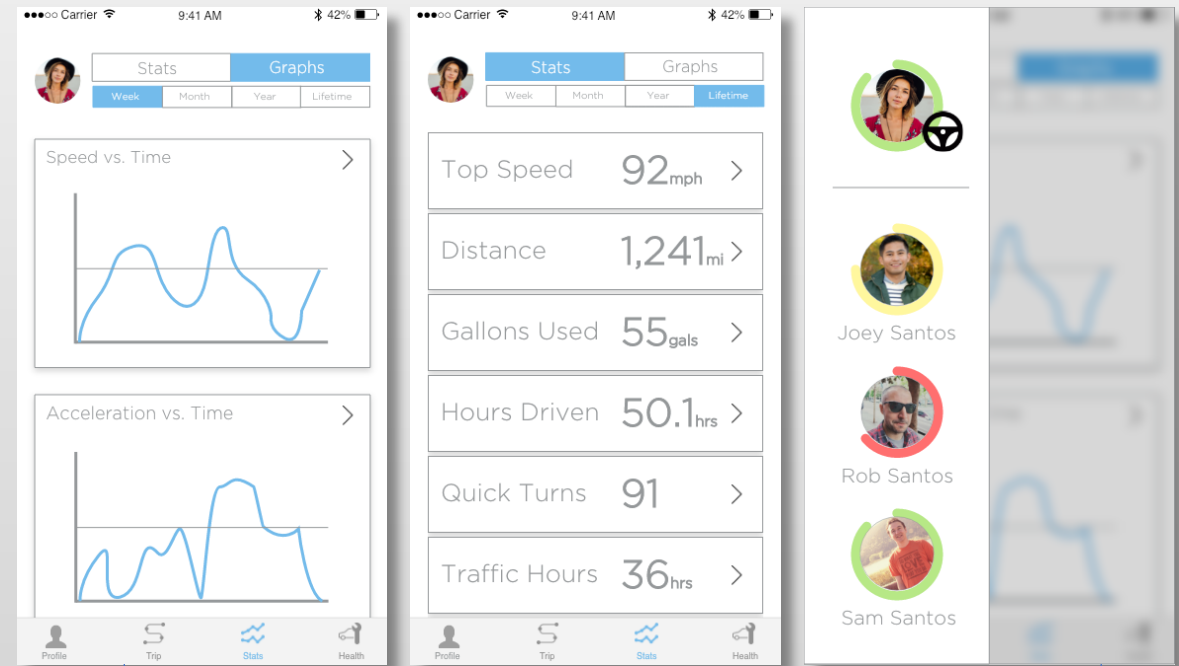 ●●●○○ Carrier 9:41 AM 42%
Stats Graphs
Week Month Year Lifetime
Speed vs. Time
Acceleration vs. Time
Profile Trip Stats Health
●●●○○ Carrier 9:41 AM 42%
Stats Graphs
Week Month Year Lifetime
Top Speed 92mph
Distance 1,241mi
Gallons Used 55gals
Hours Driven 50.1hrs
Quick Turns 91
Traffic Hours 36hrs
Profile Trip Stats Health
Joey Santos
Rob Santos
Sam Santos